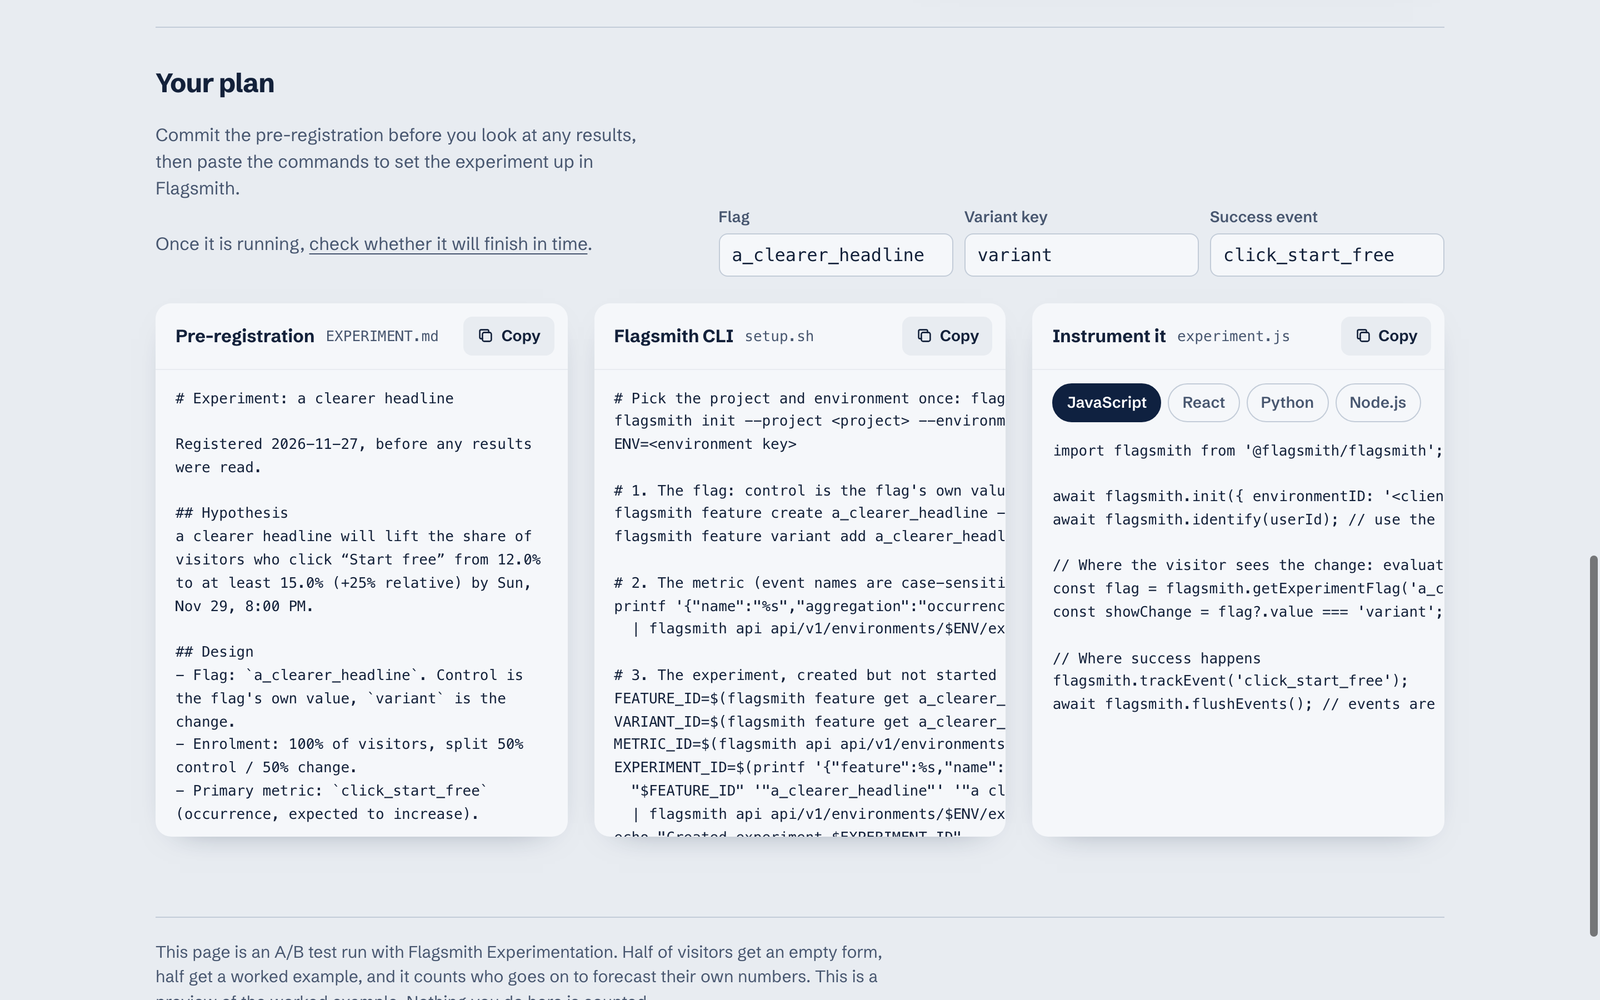 Your plan
Commit the pre-registration before you look at any results,
then paste the commands to set the experiment up in
Flagsmith.
Once it is running, check whether it will finish in time.
Flag
a_clearer_headline
Variant key
variant
Success event
click_start_free
Pre-registration EXPERIMENT.md Copy
# Experiment: a clearer headline
Registered 2026-11-27, before any results
were read.
## Hypothesis
a clearer headline will lift the share of
visitors who click “Start free” from 12.0%
to at least 15.0% (+25% relative) by Sun,
Nov 29, 8:00 PM.
## Design
- Flag: `a_clearer_headline`. Control is
the flag's own value, `variant` is the
change.
- Enrolment: 100% of visitors, split 50%
control / 50% change.
- Primary metric: `click_start_free`
(occurrence, expected to increase).
Flagsmith CLI setup.sh Copy
# Pick the project and environment once: flag
flagsmith init --project <project> --environm
ENV=<environment key>
# 1. The flag: control is the flag's own valu
flagsmith feature create a_clearer_headline -
flagsmith feature variant add a_clearer_headl
# 2. The metric (event names are case-sensiti
printf '{"name":"%s","aggregation":"occurrenc
| flagsmith api api/v1/environments/$ENV/ex
# 3. The experiment, created but not started
FEATURE_ID=$(flagsmith feature get a_clearer_
VARIANT_ID=$(flagsmith feature get a_clearer_
METRIC_ID=$(flagsmith api api/v1/environments
EXPERIMENT_ID=$(printf '{"feature":%s,"name":
"$FEATURE_ID" '"a_clearer_headline"' '"a cl
| flagsmith api api/v1/environments/$ENV/ex
echo "Created experiment $EXPERIMENT_ID"
Instrument it experiment.js Copy
JavaScript React Python Node.js
import flagsmith from '@flagsmith/flagsmith';
await flagsmith.init({ environmentID: '<clien
await flagsmith.identify(userId); // use the
// Where the visitor sees the change: evaluat
const flag = flagsmith.getExperimentFlag('a_c
const showChange = flag?.value === 'variant';
// Where success happens
flagsmith.trackEvent('click_start_free');
await flagsmith.flushEvents(); // events are
This page is an A/B test run with Flagsmith Experimentation. Half of visitors get an empty form,
half get a worked example, and it counts who goes on to forecast their own numbers. This is a
preview of the worked example. Nothing you do here is counted.